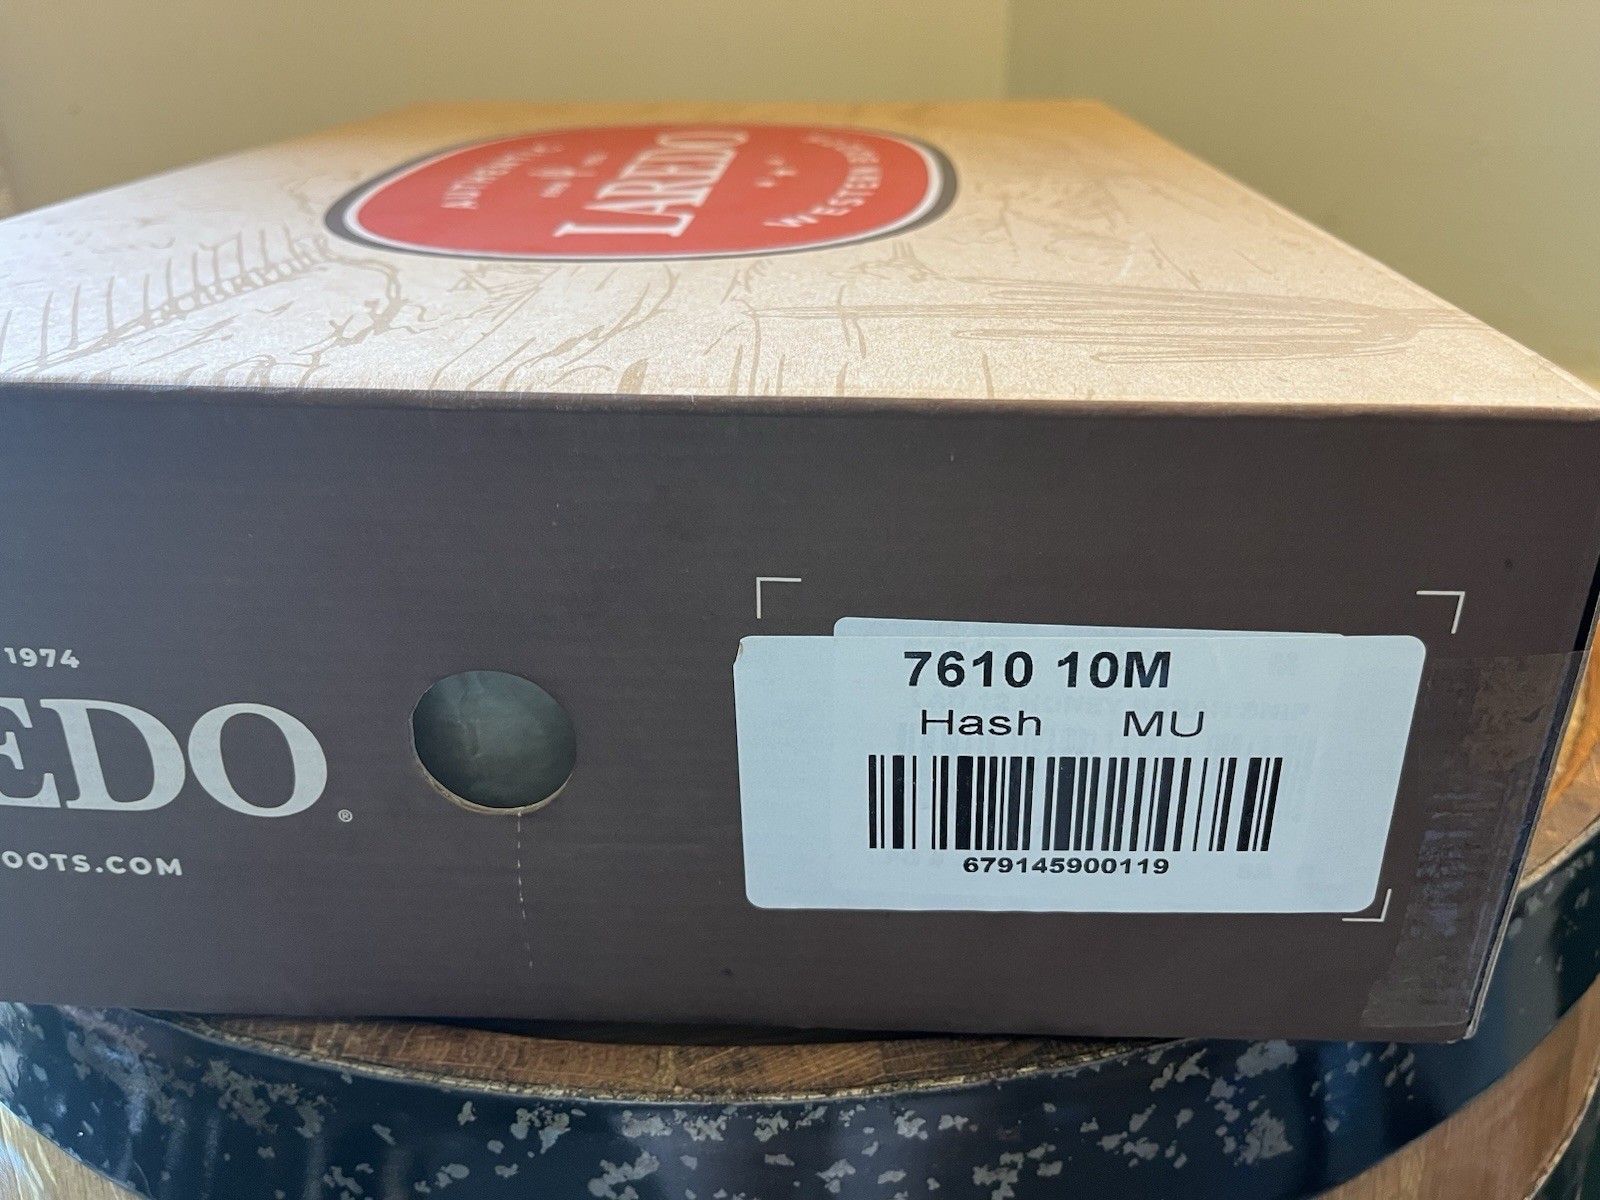 AUTHENTIC
LAREDO
WESTERN
1974
EDO®
OOTS.COM
7610 10M
Hash MU
679145900119